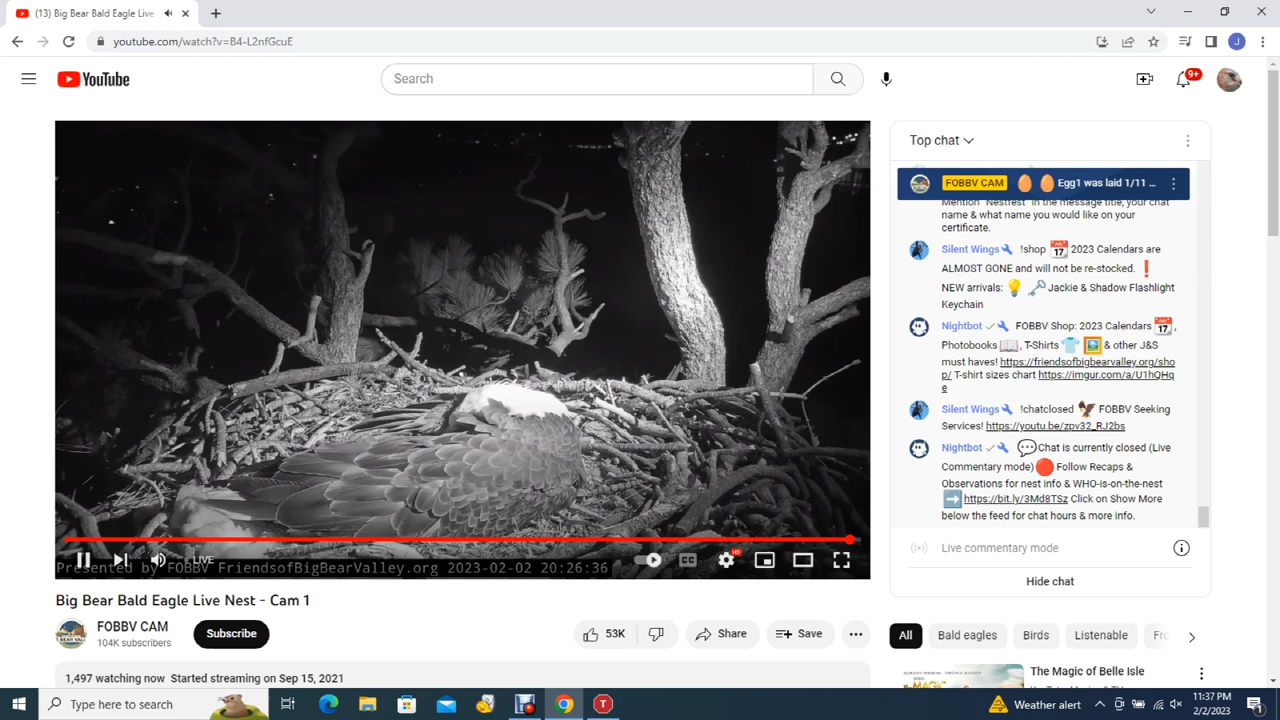 (13) Big Bear Bald Eagle Live
youtube.com/watch?v=B4-L2nfGcuE
J
YouTube
Search
9+
Top chat
FOBBV CAM Egg1 was laid 1/11 ...
Mention "Nestfest" in the message title, your chat
name & what name you would like on your
certificate.
Silent Wings !shop 2023 Calendars are
ALMOST GONE and will not be re-stocked.
NEW arrivals: Jackie & Shadow Flashlight
Keychain
Nightbot FOBBV Shop: 2023 Calendars ,
Photobooks , T-Shirts & other J&S
must haves! https://friendsofbigbearvalley.org/sho
p/ T-shirt sizes chart https://imgur.com/a/U1hQHq
e
Silent Wings !chatclosed FOBBV Seeking
Services! https://youtu.be/zpv32_RJ2bs
Nightbot Chat is currently closed (Live
Commentary mode) Follow Recaps &
Observations for nest info & WHO-is-on-the-nest
https://bit.ly/3Md8TSz Click on Show More
below the feed for chat hours & more info.
Live commentary mode
Hide chat
LIVE
CC
HD
Presented by FOBBV FriendsofBigBearValley.org 2023-02-02 20:26:36
Big Bear Bald Eagle Live Nest - Cam 1
FOBBV CAM
104K subscribers
Subscribe
53K
Share
Save
All
Bald eagles
Birds
Listenable
Fro
1,497 watching now Started streaming on Sep 15, 2021
The Magic of Belle Isle
Type here to search
Weather alert
11:37 PM
2/2/2023
1